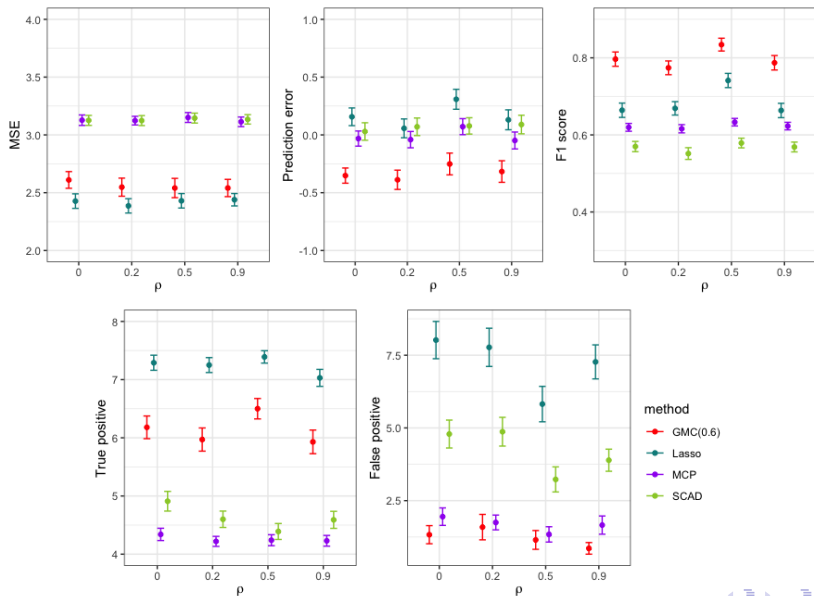 4.0
3.5
3.0
2.5
2.0
MSE
0 0.2 0.5 0.9
ρ
1.0
0.5
0.0
-0.5
-1.0
Prediction error
0 0.2 0.5 0.9
ρ
0.8
0.6
0.4
F1 score
0 0.2 0.5 0.9
ρ
8
7
6
5
4
True positive
0 0.2 0.5 0.9
ρ
7.5
5.0
2.5
False positive
0 0.2 0.5 0.9
ρ
method
GMC(0.6)
Lasso
MCP
SCAD